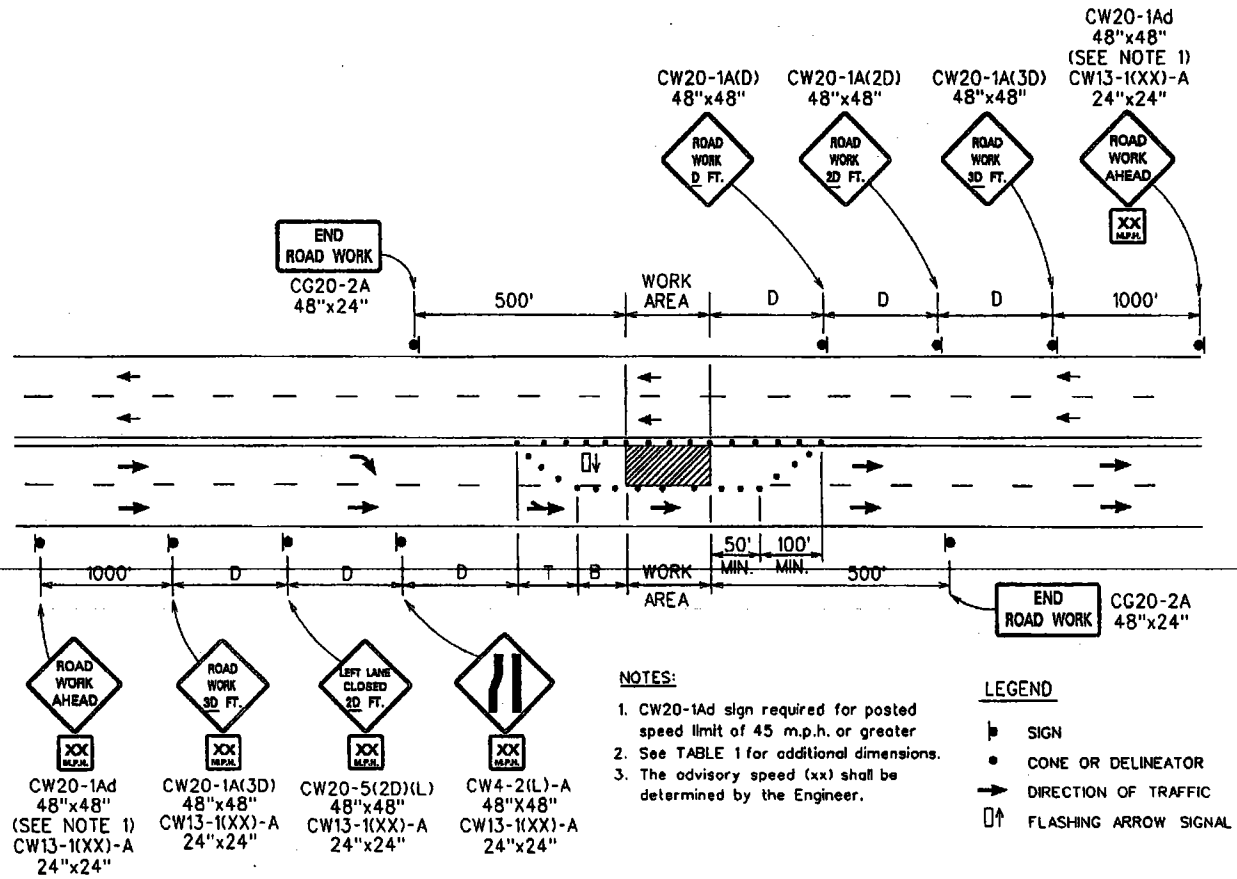 CW20-1Ad
48"x48"
(SEE NOTE 1)
CW13-1(XX)-A
24"x24"
CW20-1A(D)
48"x48"
CW20-1A(2D)
48"x48"
CW20-1A(3D)
48"x48"
ROAD
WORK
D FT.
ROAD
WORK
2D FT.
ROAD
WORK
3D FT.
ROAD
WORK
AHEAD
XX
M.P.H.
END
ROAD WORK
CG20-2A
48"x24"
500'
WORK
AREA
D
D
D
1000'
1000'
D
D
D
T
B
WORK
AREA
50'
MIN.
100'
MIN.
500'
END
ROAD WORK
CG20-2A
48"x24"
ROAD
WORK
AHEAD
XX
M.P.H.
CW20-1Ad
48"x48"
(SEE NOTE 1)
CW13-1(XX)-A
24"x24"
ROAD
WORK
3D FT.
XX
M.P.H.
CW20-1A(3D)
48"x48"
CW13-1(XX)-A
24"x24"
LEFT LANE
CLOSED
2D FT.
XX
M.P.H.
CW20-5(2D)(L)
48"x48"
CW13-1(XX)-A
24"x24"
XX
M.P.H.
CW4-2(L)-A
48"X48"
CW13-1(XX)-A
24"x24"
NOTES:
1. CW20-1Ad sign required for posted
speed limit of 45 m.p.h. or greater
2. See TABLE 1 for additional dimensions.
3. The advisory speed (xx) shall be
determined by the Engineer.
LEGEND
SIGN
CONE OR DELINEATOR
DIRECTION OF TRAFFIC
FLASHING ARROW SIGNAL